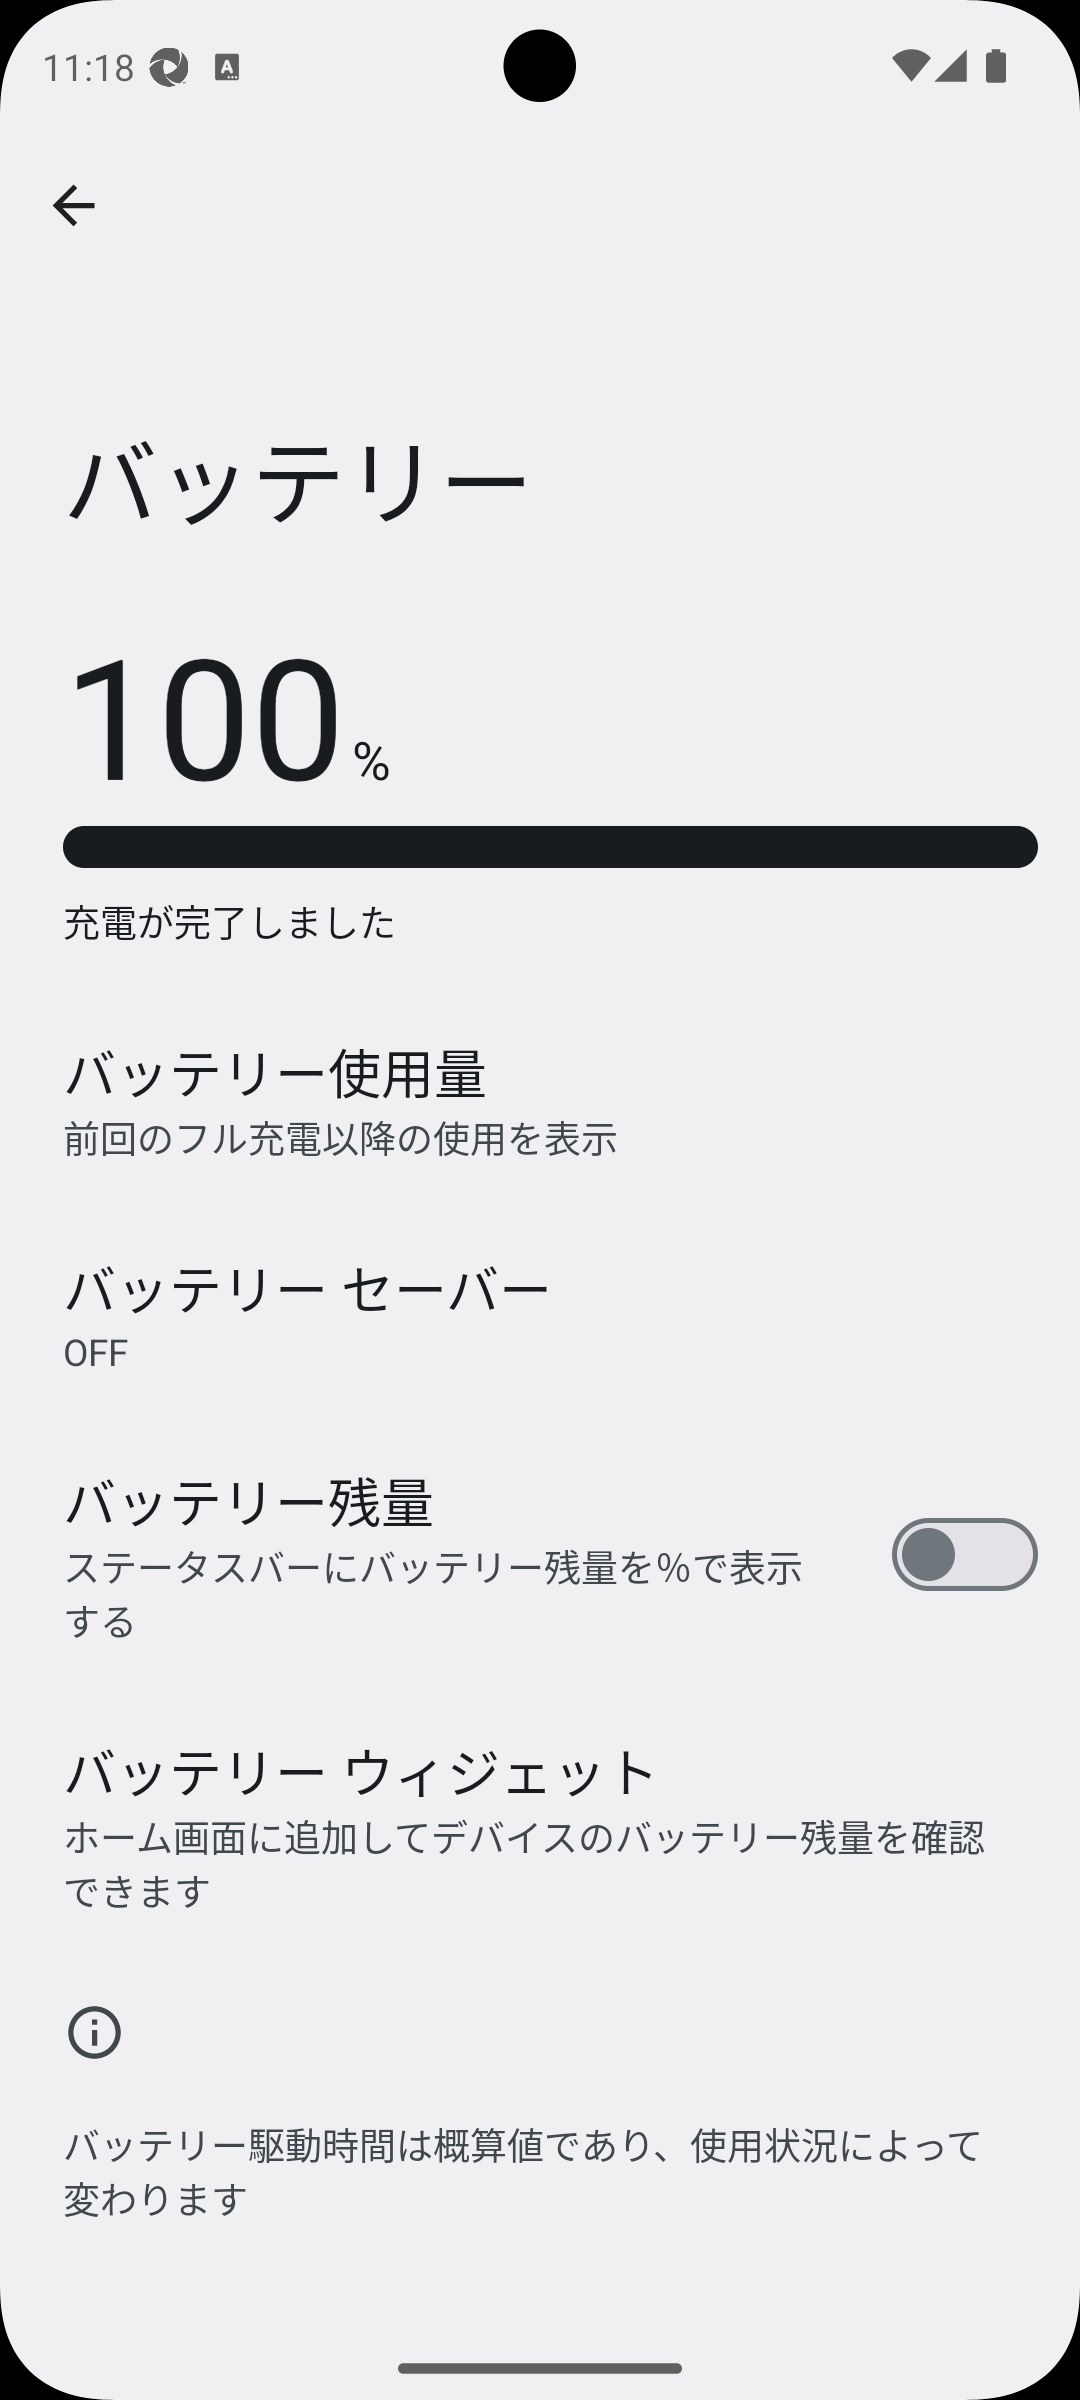 11:18
バッテリー
100 %
充電が完了しました
バッテリー使用量
前回のフル充電以降の使用を表示
バッテリー セーバー
OFF
バッテリー残量
ステータスバーにバッテリー残量を%で表示
する
バッテリー ウィジェット
ホーム画面に追加してデバイスのバッテリー残量を確認
できます
バッテリー駆動時間は概算値であり、使用状況によって
変わります